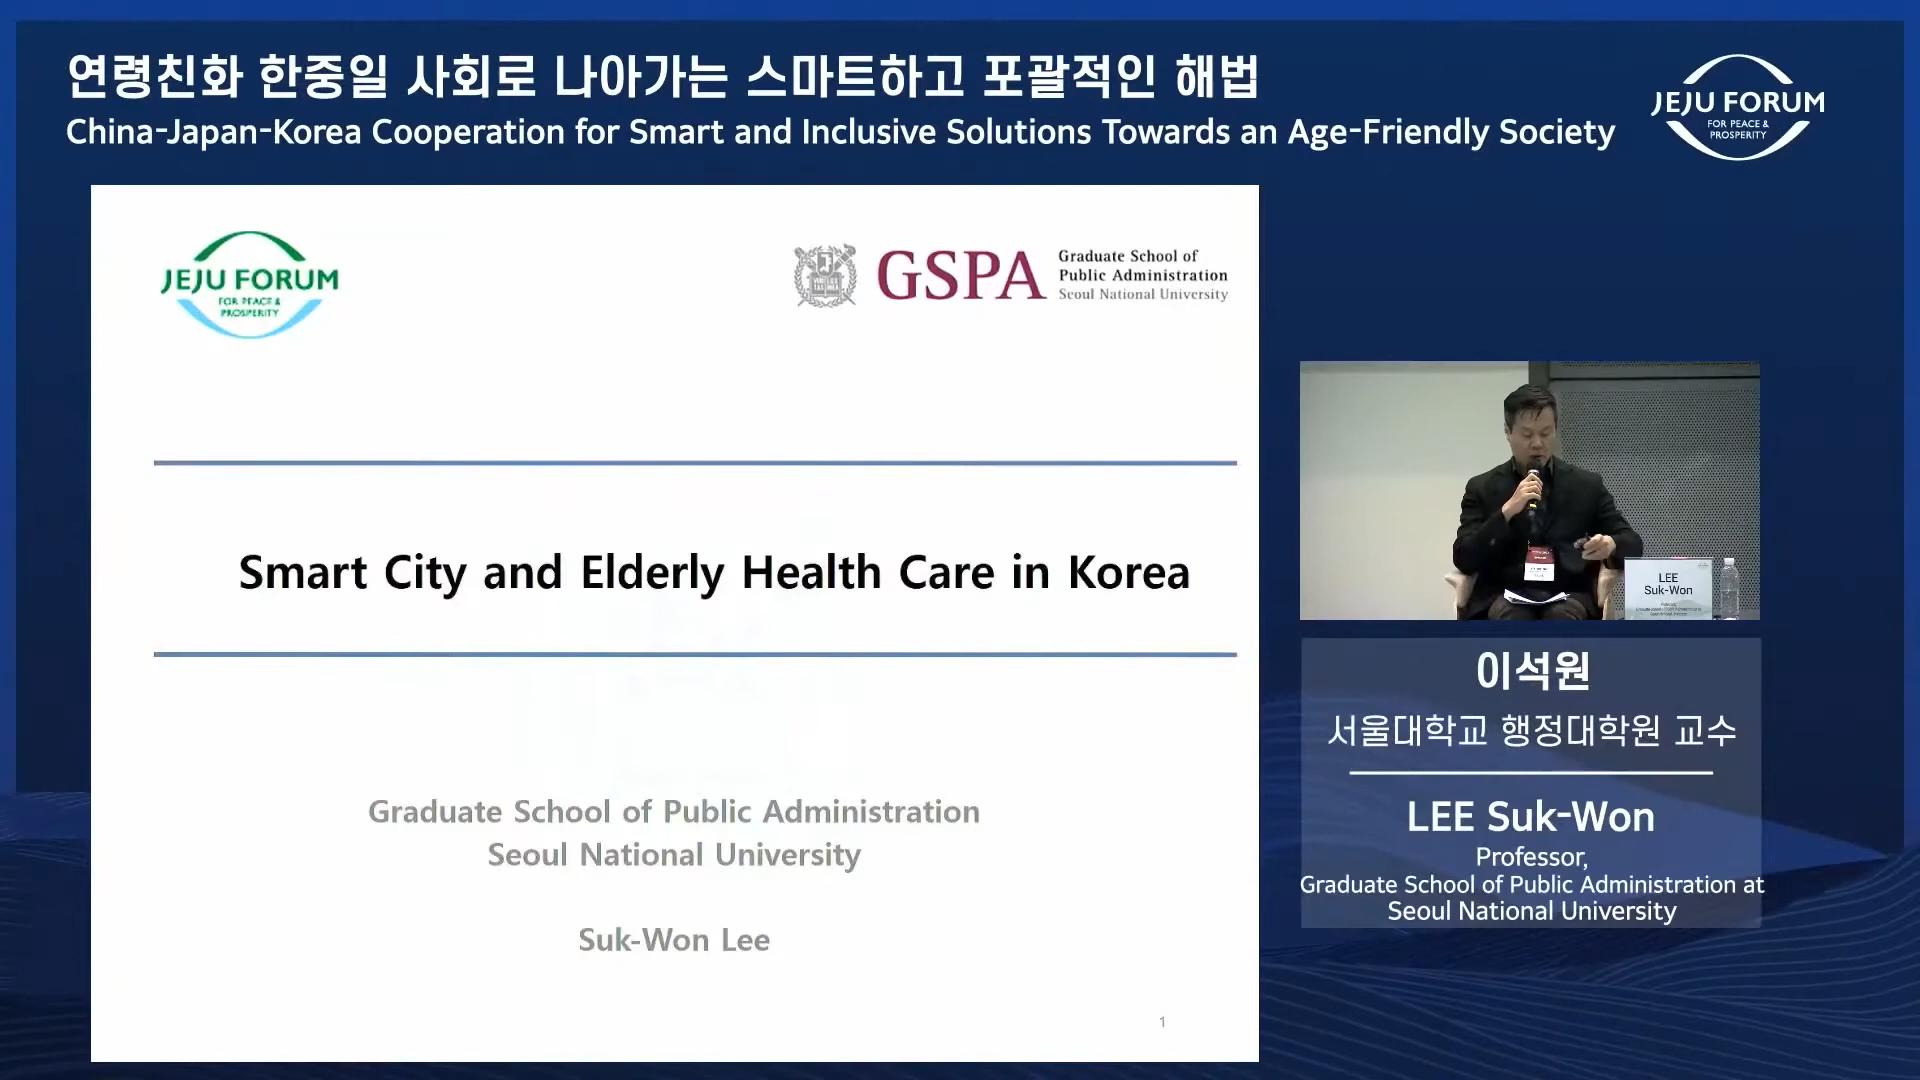 연령친화 한중일 사회로 나아가는 스마트하고 포괄적인 해법
China-Japan-Korea Cooperation for Smart and Inclusive Solutions Towards an Age-Friendly Society
JEJU FORUM
FOR PEACE &
PROSPERITY
JEJU FORUM
FOR PEACE &
PROSPERITY
GSPA
Graduate School of
Public Administration
Seoul National University
Smart City and Elderly Health Care in Korea
Graduate School of Public Administration
Seoul National University
Suk-Won Lee
1
LEE
Suk-Won
이석원
서울대학교 행정대학원 교수
LEE Suk-Won
Professor,
Graduate School of Public Administration at
Seoul National University